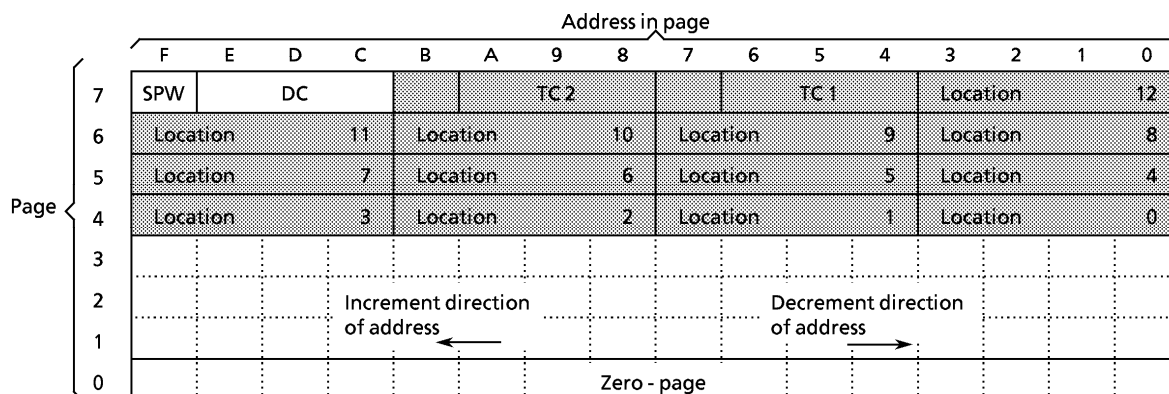 Address in page
F E D C B A 9 8 7 6 5 4 3 2 1 0
7 SPW DC TC 2 TC 1 Location 12
6 Location 11 Location 10 Location 9 Location 8
5 Location 7 Location 6 Location 5 Location 4
Page
4 Location 3 Location 2 Location 1 Location 0
3
2 Increment direction Decrement direction
of address of address
1
0 Zero - page